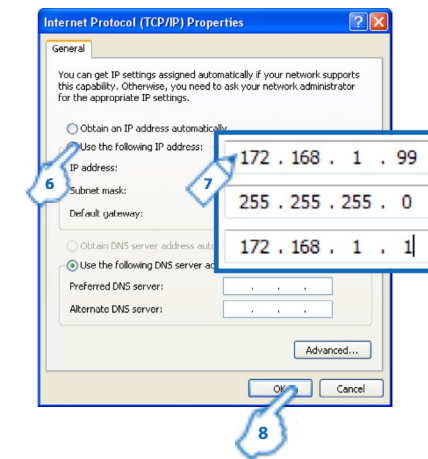 Internet Protocol (TCP/IP) Properties
General
You can get IP settings assigned automatically if your network supports
this capability. Otherwise, you need to ask your network administrator
for the appropriate IP settings.
Obtain an IP address automatically
Use the following IP address:
6
IP address:
7
172 . 168 . 1 . 99
Subnet mask:
255 . 255 . 255 . 0
Default gateway:
172 . 168 . 1 . 1
Obtain DNS server address
Use the following DNS server
Preferred DNS server:
. . .
Alternate DNS server:
. . .
Advanced...
OK
Cancel
8